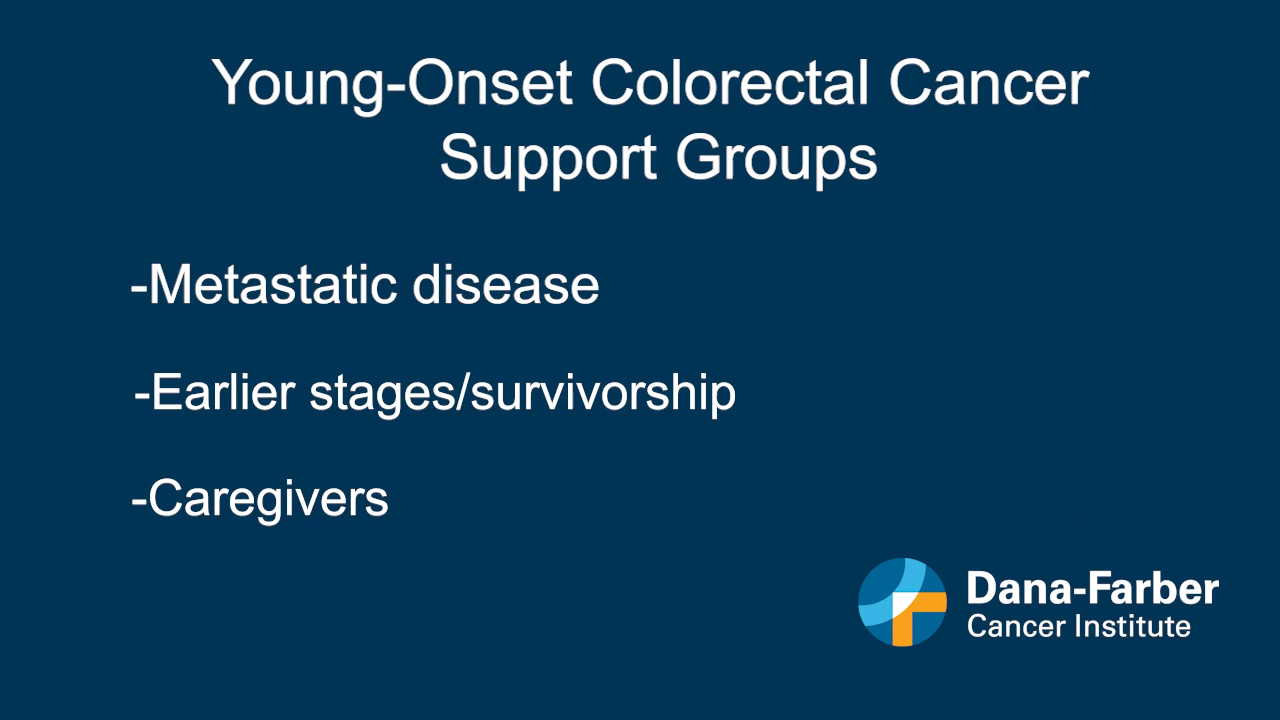 Young-Onset Colorectal Cancer
Support Groups
-Metastatic disease
-Earlier stages/survivorship
-Caregivers
Dana-Farber
Cancer Institute